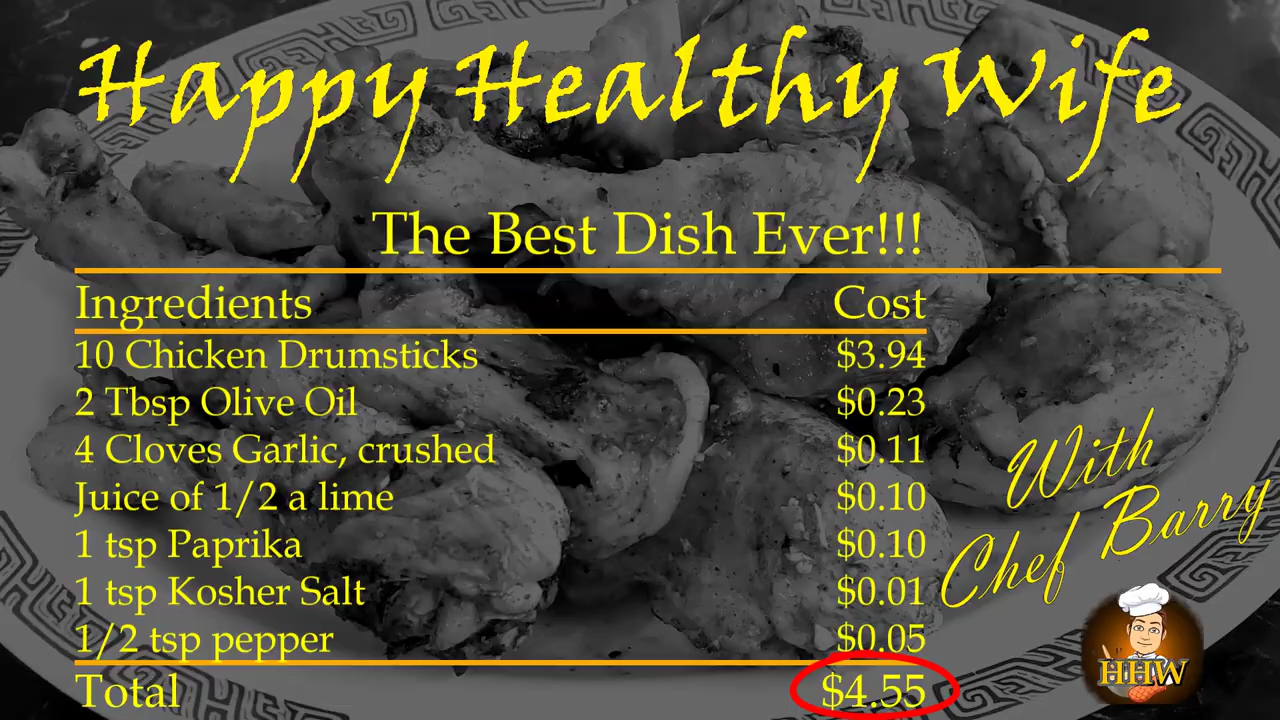 Happy Healthy Wife
The Best Dish Ever!!!
Ingredients Cost
10 Chicken Drumsticks $3.94
2 Tbsp Olive Oil $0.23
4 Cloves Garlic, crushed $0.11
Juice of 1/2 a lime $0.10
1 tsp Paprika $0.10
1 tsp Kosher Salt $0.01
1/2 tsp pepper $0.05
Total $4.55
With
Chef Barry
HHW